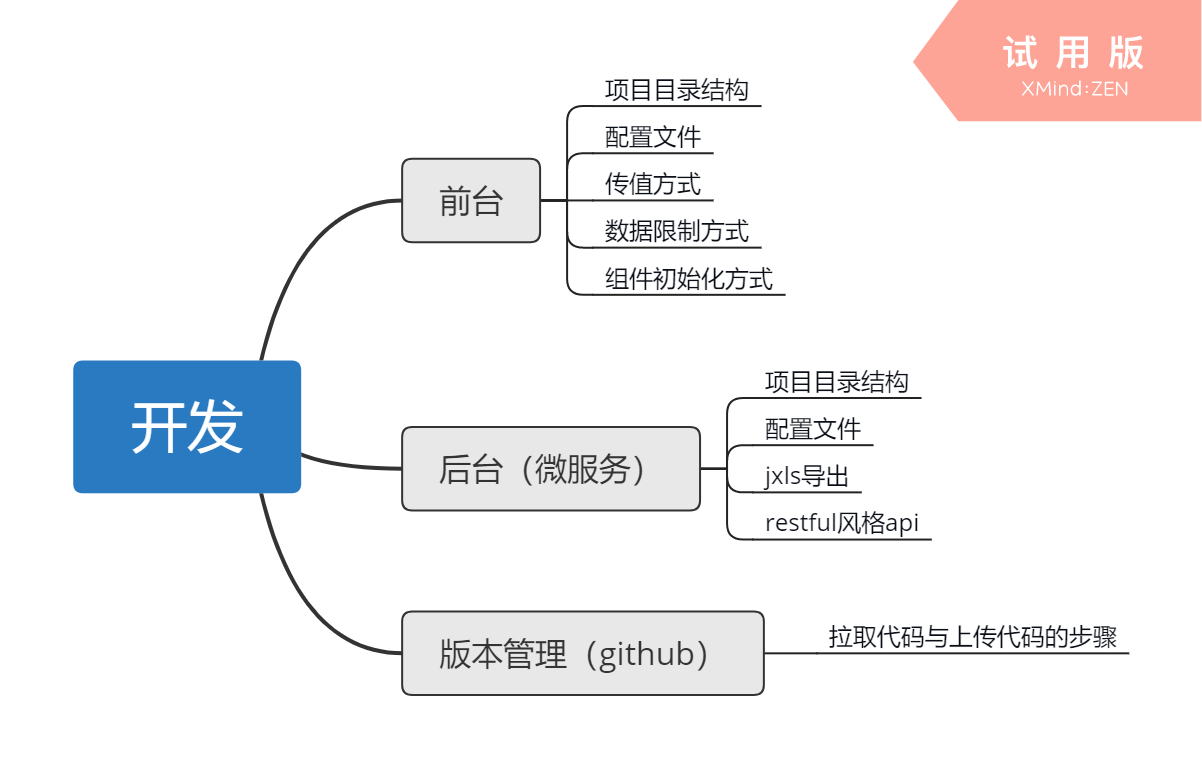 试用版
XMind:ZEN
开发
前台
项目目录结构
配置文件
传值方式
数据限制方式
组件初始化方式
后台（微服务）
项目目录结构
配置文件
jxls导出
restful风格api
版本管理（github）
拉取代码与上传代码的步骤